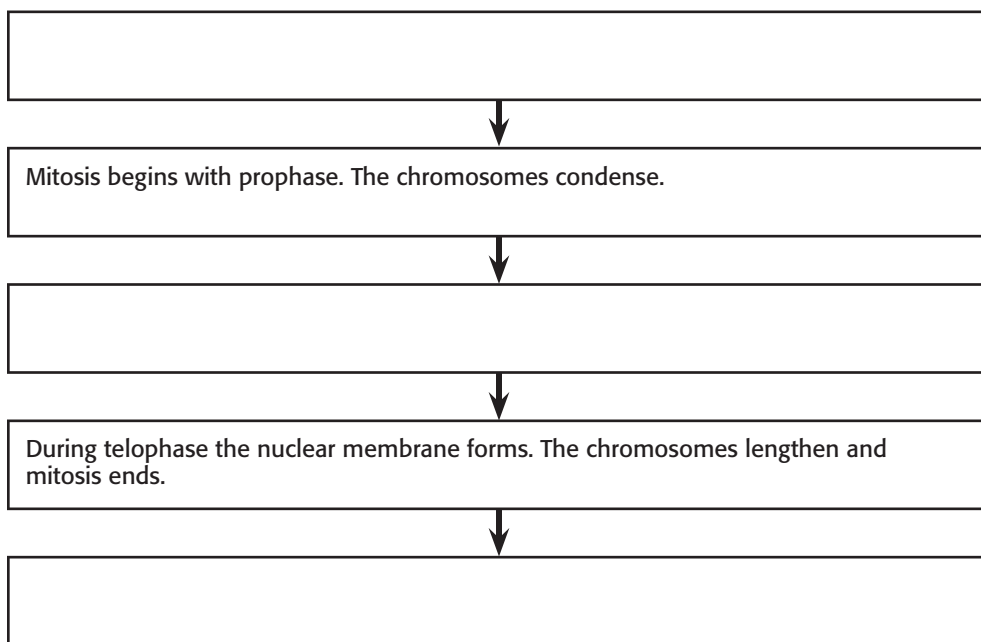 Mitosis begins with prophase. The chromosomes condense.
During telophase the nuclear membrane forms. The chromosomes lengthen and
mitosis ends.